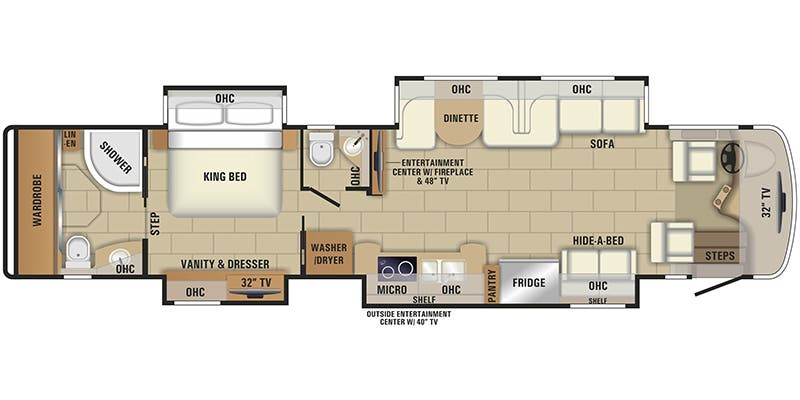 OHC
OHC
OHC
DINETTE
SOFA
LIN
-EN
SHOWER
WARDROBE
KING BED
STEP
OHC
ENTERTAINMENT
CENTER W/ FIREPLACE
& 48" TV
32" TV
HIDE-A-BED
STEPS
WASHER
/DRYER
OHC
VANITY & DRESSER
OHC
32" TV
MICRO
OHC
SHELF
PANTRY
FRIDGE
OHC
SHELF
OUTSIDE ENTERTAINMENT
CENTER W/ 40" TV